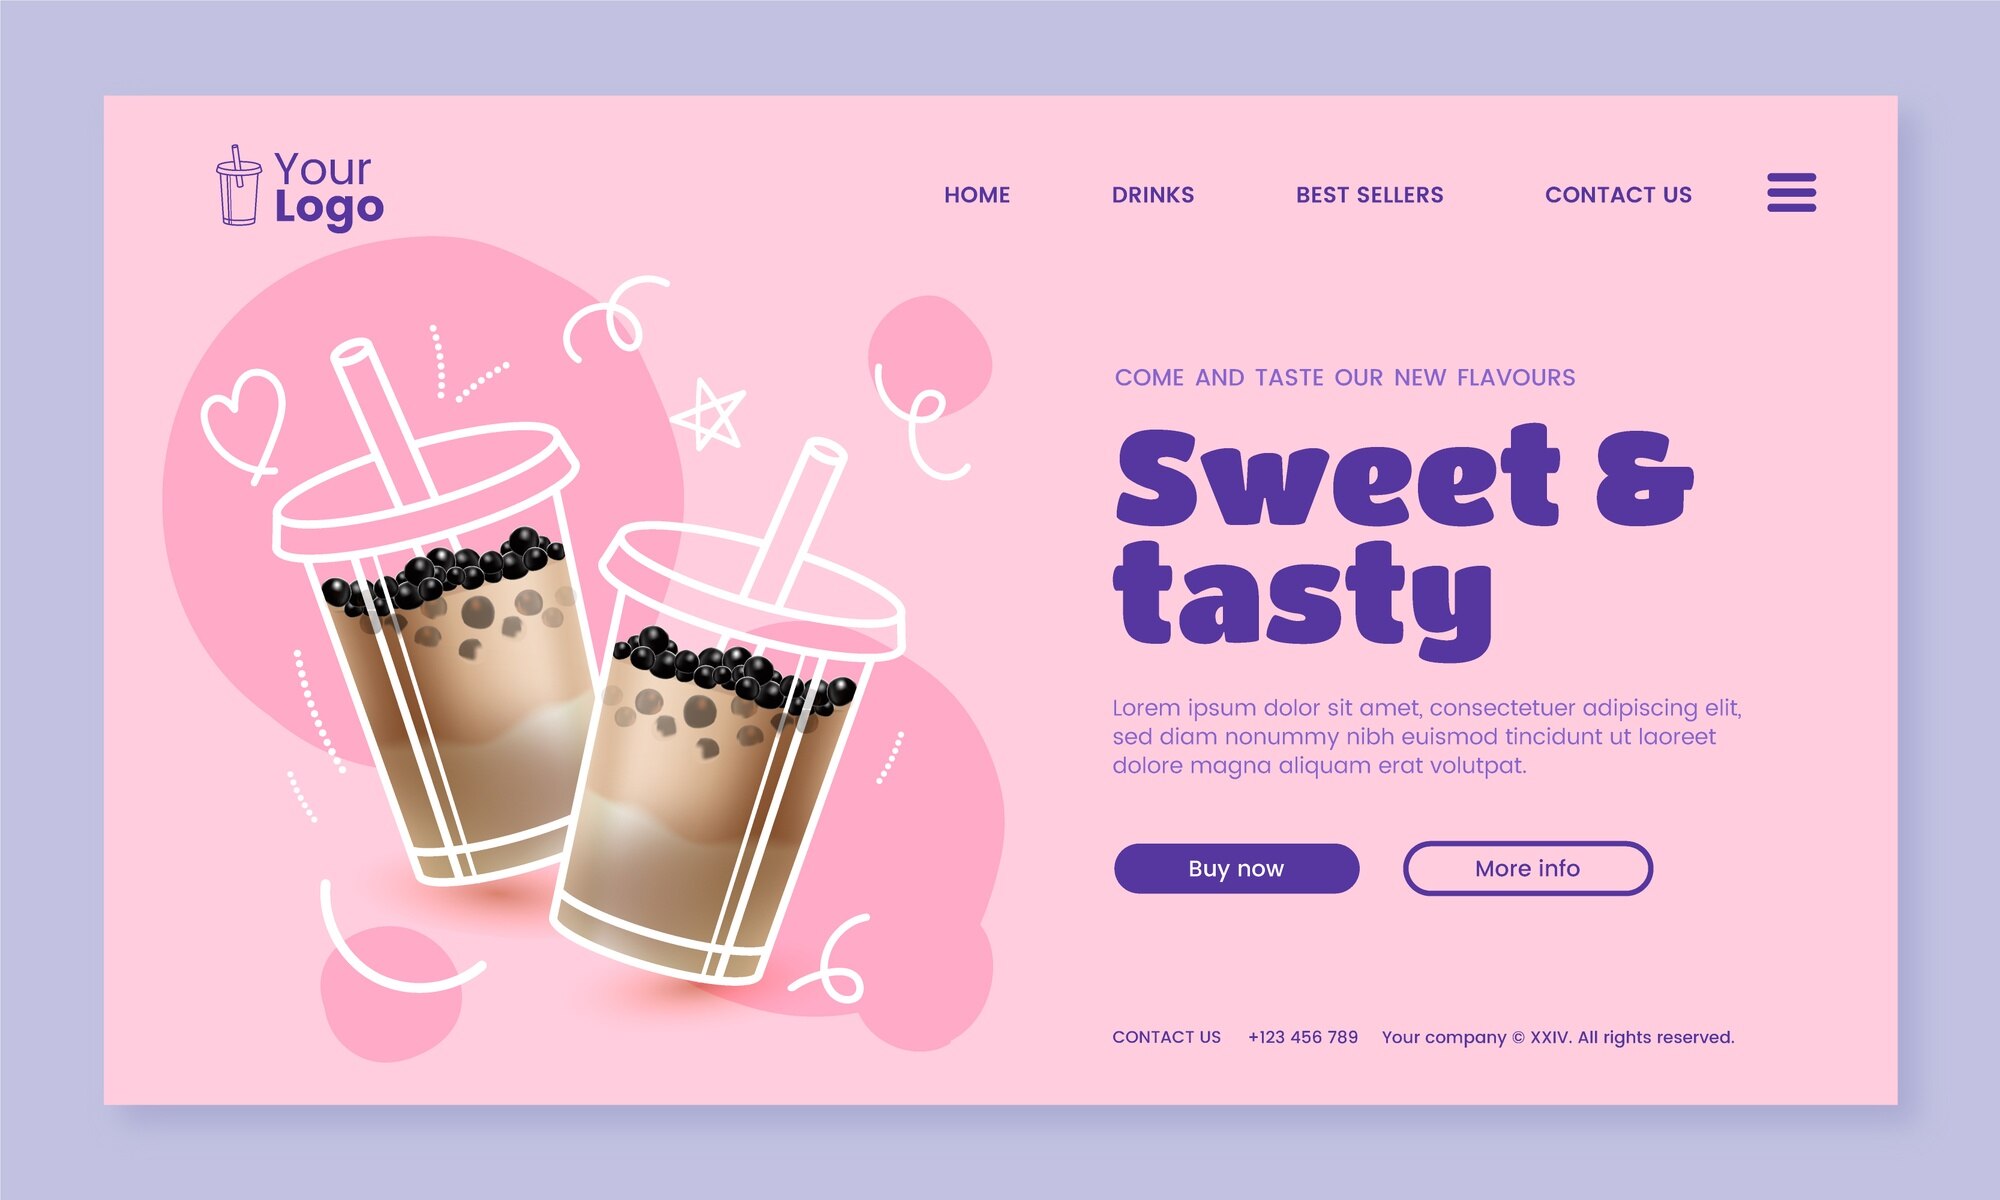 Your
Logo
HOME DRINKS BEST SELLERS CONTACT US
COME AND TASTE OUR NEW FLAVOURS
Sweet &
tasty
Lorem ipsum dolor sit amet, consectetuer adipiscing elit,
sed diam nonummy nibh euismod tincidunt ut laoreet
dolore magna aliquam erat volutpat.
Buy now More info
CONTACT US +123 456 789 Your company © XXIV. All rights reserved.